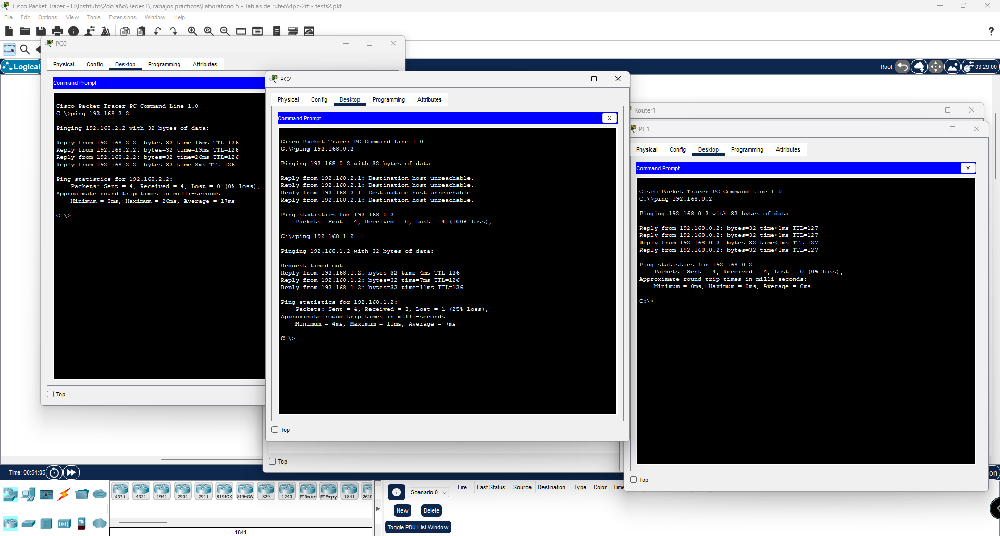 Cisco Packet Tracer - E:\Instituto\2do año\Redes I\Trabajos prácticos\Laboratorio 5 - Tablas de ruteo\4pc-2rt - tests2.pkt
File Edit Options View Tools Extensions Window Help
Logical
Root
03:29:00
PC0
Physical Config Desktop Programming Attributes
Command Prompt
Cisco Packet Tracer PC Command Line 1.0
C:\>ping 192.168.2.2
Pinging 192.168.2.2 with 32 bytes of data:
Reply from 192.168.2.2: bytes=32 time=15ms TTL=126
Reply from 192.168.2.2: bytes=32 time=19ms TTL=126
Reply from 192.168.2.2: bytes=32 time=26ms TTL=126
Reply from 192.168.2.2: bytes=32 time=8ms TTL=126
Ping statistics for 192.168.2.2:
Packets: Sent = 4, Received = 4, Lost = 0 (0% loss),
Approximate round trip times in milli-seconds:
Minimum = 8ms, Maximum = 26ms, Average = 17ms
C:\>
Top
PC2
Physical Config Desktop Programming Attributes
Command Prompt
X
Cisco Packet Tracer PC Command Line 1.0
C:\>ping 192.168.0.2
Pinging 192.168.0.2 with 32 bytes of data:
Reply from 192.168.2.1: Destination host unreachable.
Reply from 192.168.2.1: Destination host unreachable.
Reply from 192.168.2.1: Destination host unreachable.
Reply from 192.168.2.1: Destination host unreachable.
Ping statistics for 192.168.0.2:
Packets: Sent = 4, Received = 0, Lost = 4 (100% loss),
C:\>ping 192.168.1.2
Pinging 192.168.1.2 with 32 bytes of data:
Request timed out.
Reply from 192.168.1.2: bytes=32 time=4ms TTL=126
Reply from 192.168.1.2: bytes=32 time=7ms TTL=126
Reply from 192.168.1.2: bytes=32 time=11ms TTL=126
Ping statistics for 192.168.1.2:
Packets: Sent = 4, Received = 3, Lost = 1 (25% loss),
Approximate round trip times in milli-seconds:
Minimum = 4ms, Maximum = 11ms, Average = 7ms
C:\>
Top
Top
Router1
PC1
Physical Config Desktop Programming Attributes
Command Prompt
X
Cisco Packet Tracer PC Command Line 1.0
C:\>ping 192.168.0.2
Pinging 192.168.0.2 with 32 bytes of data:
Reply from 192.168.0.2: bytes=32 time<1ms TTL=127
Reply from 192.168.0.2: bytes=32 time<1ms TTL=127
Reply from 192.168.0.2: bytes=32 time<1ms TTL=127
Reply from 192.168.0.2: bytes=32 time<1ms TTL=127
Ping statistics for 192.168.0.2:
Packets: Sent = 4, Received = 4, Lost = 0 (0% loss),
Approximate round trip times in milli-seconds:
Minimum = 0ms, Maximum = 0ms, Average = 0ms
C:\>
Top
Time: 00:54:05
on
4331 4321 1941 2901 2911 819IOX 819HGW 829 1240 PT-Router PT-Empty 1841 2620
1841
Scenario 0
New Delete
Toggle PDU List Window
Fire Last Status Source Destination Type Color Time